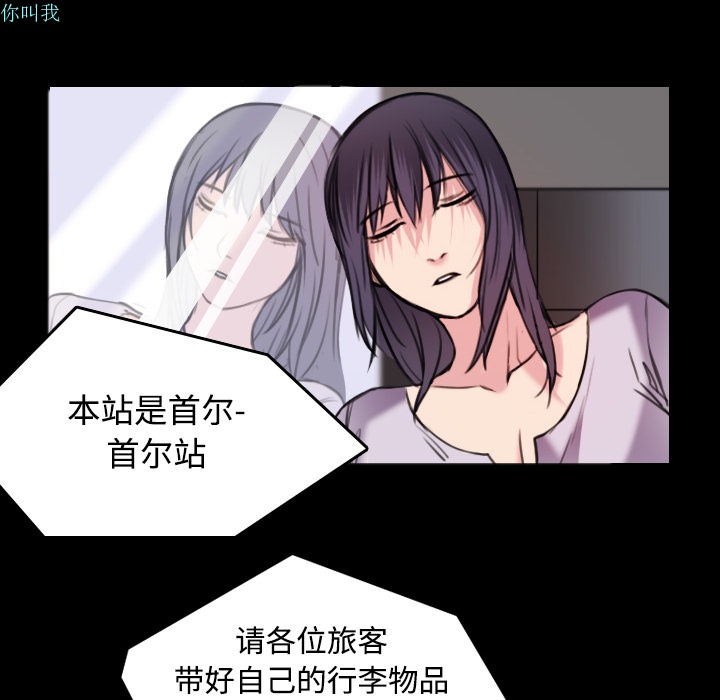 你叫我
本站是首尔-
首尔站
请各位旅客
带好自己的行李物品